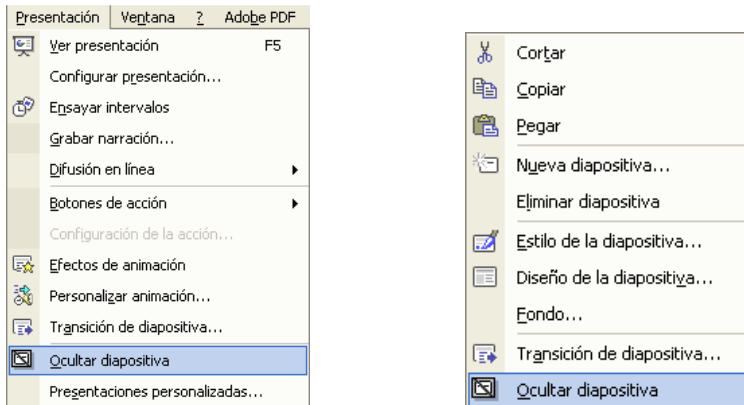 Presentación Ventana ? Adobe PDF
Ver presentación F5
Configurar presentación...
Ensayar intervalos
Grabar narración...
Difusión en línea
Botones de acción
Configuración de la acción...
Efectos de animación
Personalizar animación...
Transición de diapositiva...
Ocultar diapositiva
Presentaciones personalizadas...
Cortar
Copiar
Pegar
Nueva diapositiva...
Eliminar diapositiva
Estilo de la diapositiva...
Diseño de la diapositiva...
Fondo...
Transición de diapositiva...
Ocultar diapositiva